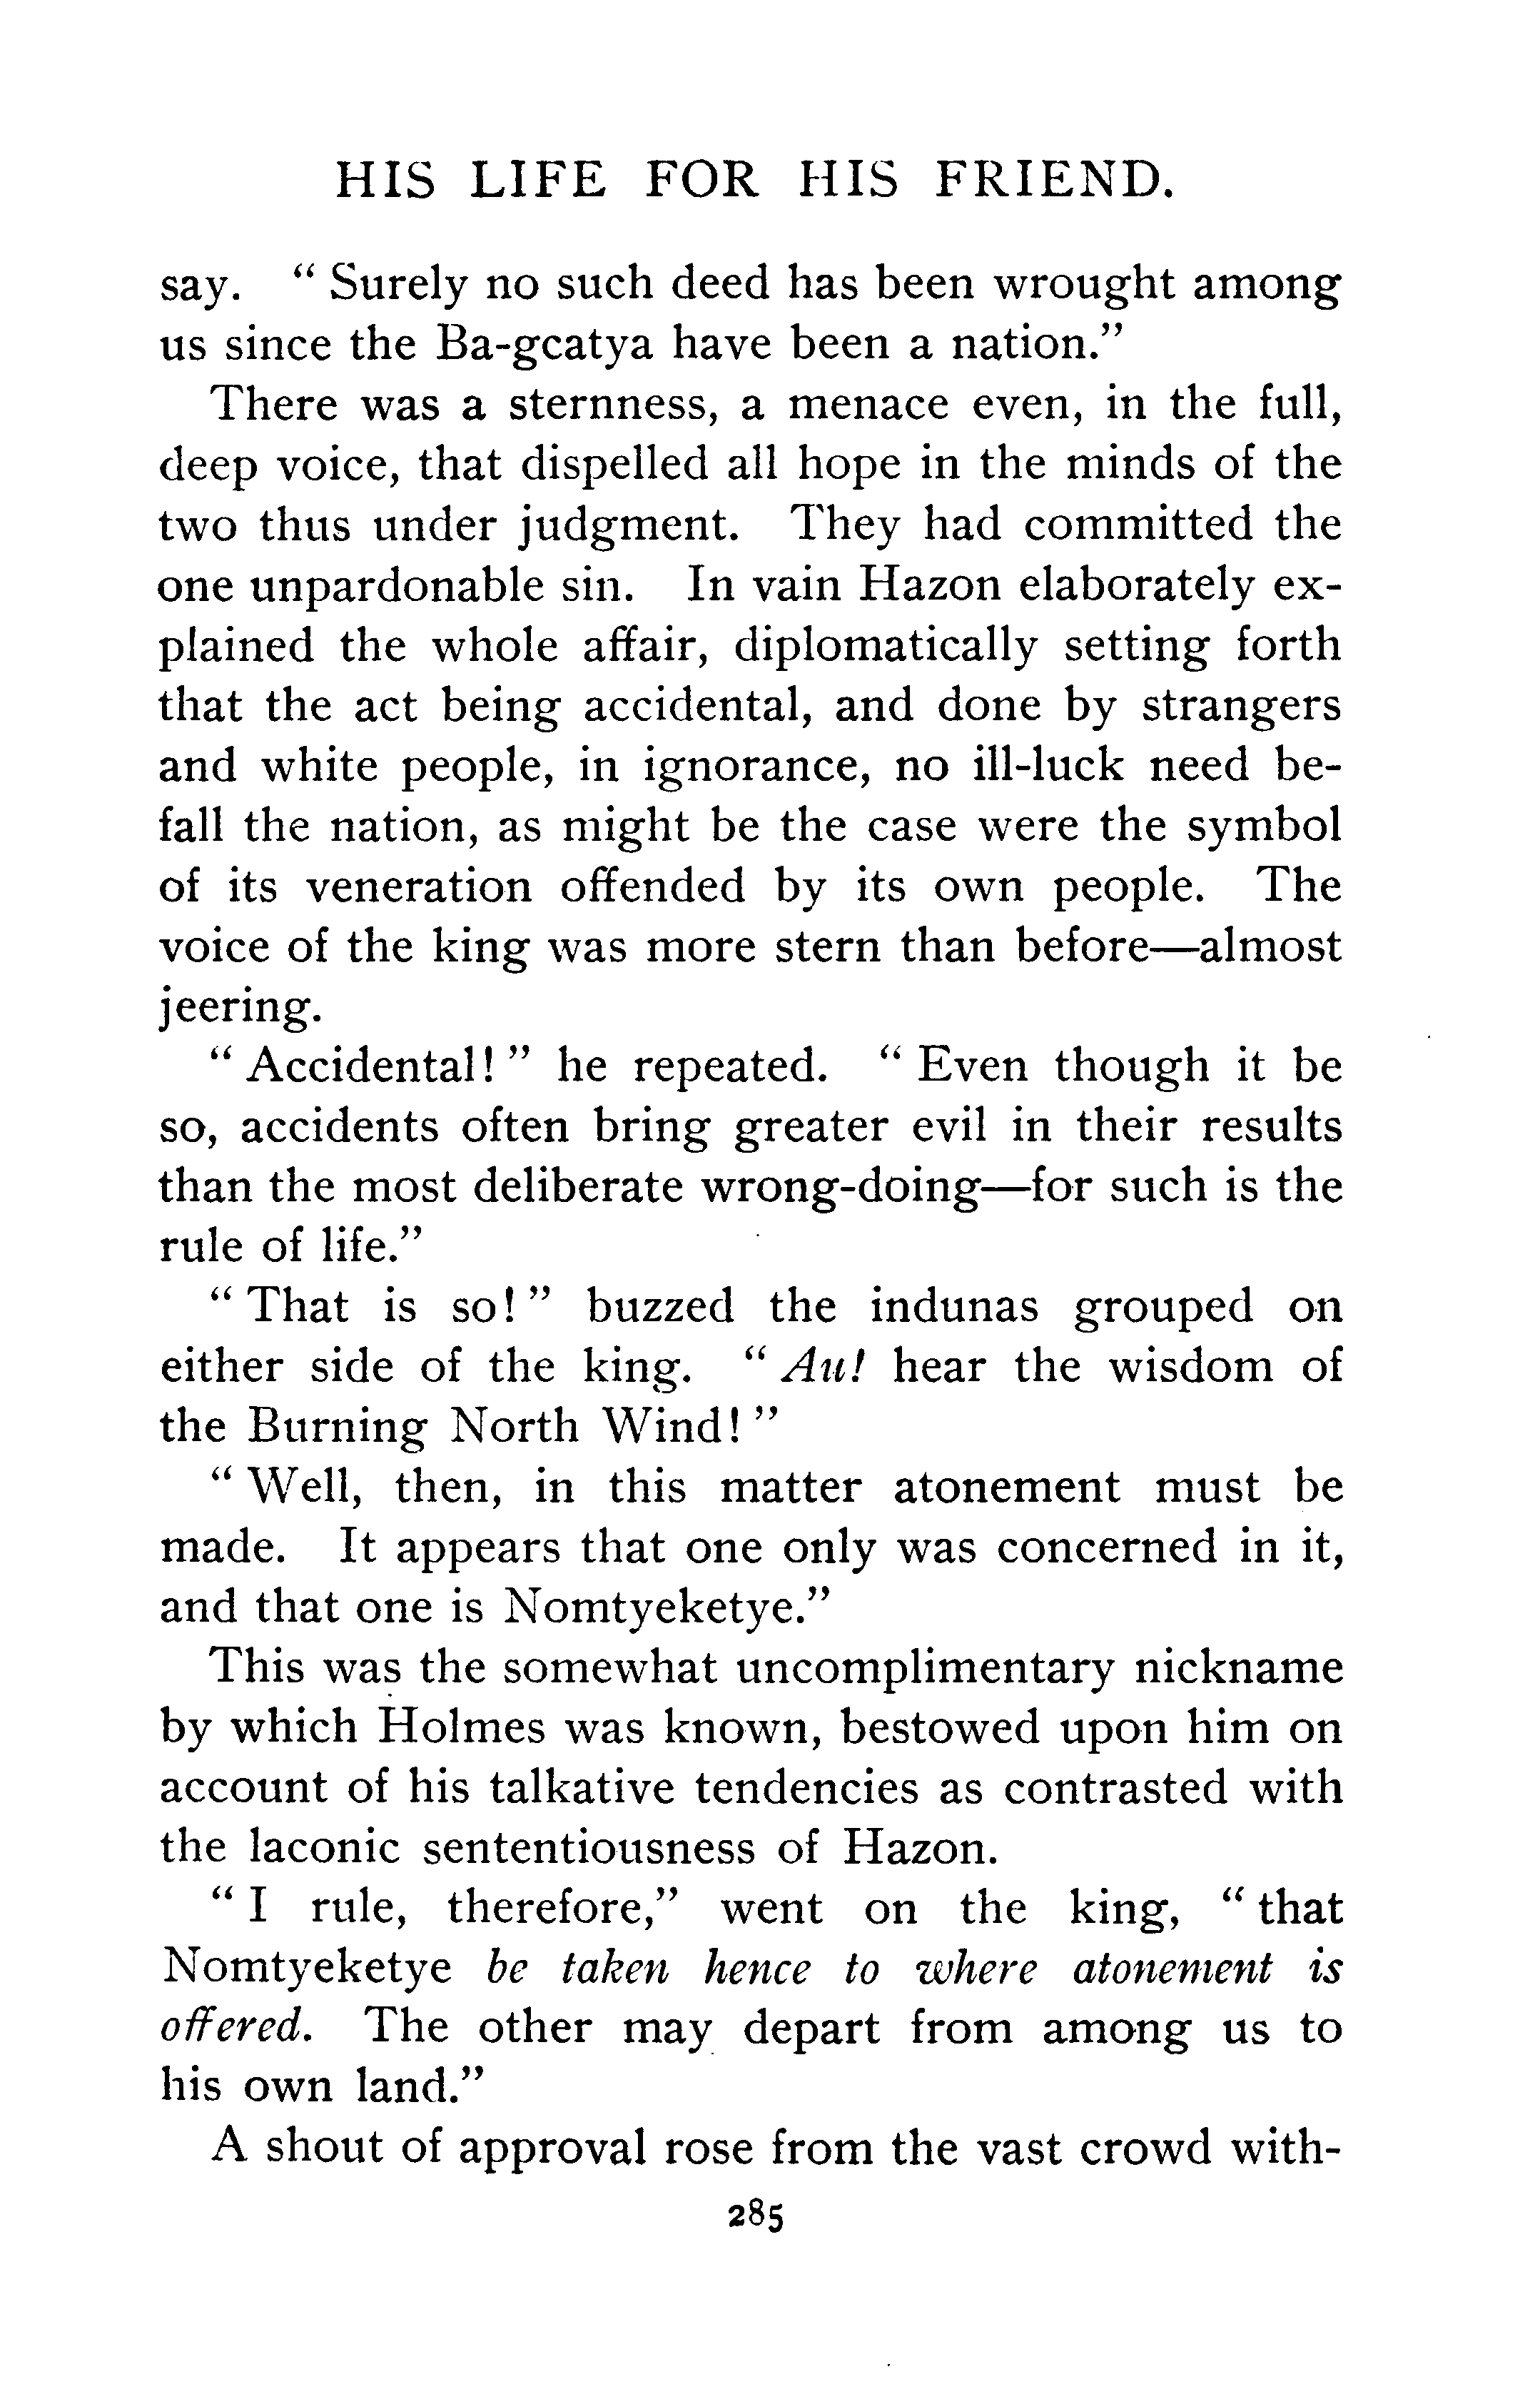 HIS LIFE FOR HIS FRIEND.
say. “ Surely no such deed has been wrought among
us since the Ba-gcatya have been a nation.”
There was a sternness, a menace even, in the full,
deep voice, that dispelled all hope in the minds of the
two thus under judgment. They had committed the
one unpardonable sin. In vain Hazon elaborately ex-
plained the whole affair, diplomatically setting forth
that the act being accidental, and done by strangers
and white people, in ignorance, no ill-luck need be-
fall the nation, as might be the case were the symbol
of its veneration offended by its own people. The
voice of the king was more stern than before—almost
jeering.
“ Accidental! ” he repeated. “ Even though it be
so, accidents often bring greater evil in their results
than the most deliberate wrong-doing—for such is the
rule of life.”
“ That is so! ” buzzed the indunas grouped on
either side of the king. “ Au! hear the wisdom of
the Burning North Wind! ”
“ Well, then, in this matter atonement must be
made. It appears that one only was concerned in it,
and that one is Nomtyeketye.”
This was the somewhat uncomplimentary nickname
by which Holmes was known, bestowed upon him on
account of his talkative tendencies as contrasted with
the laconic sententiousness of Hazon.
“ I rule, therefore,” went on the king, “ that
Nomtyeketye be taken hence to where atonement is
offered. The other may depart from among us to
his own land.”
A shout of approval rose from the vast crowd with-
285